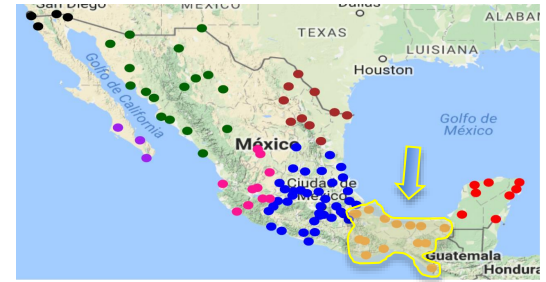 San Diego
MEXICO
Dallas
ALABAM
TEXAS
LUISIANA
Houston
Golfo de
California
Golfo de
México
México
Ciudad de
México
Guatemala
Hondura